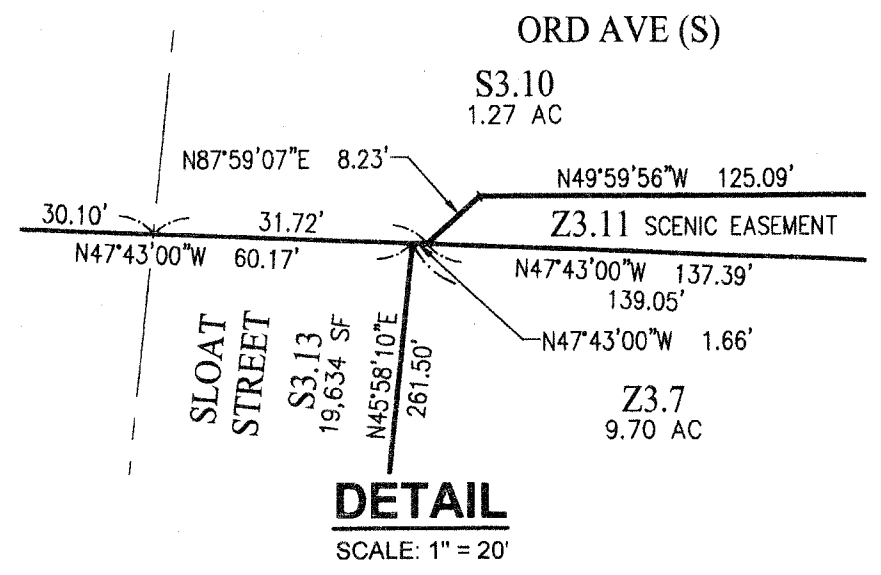 ORD AVE (S)
S3.10
1.27 AC
N87°59'07"E 8.23'
N49°59'56"W 125.09'
30.10'
31.72'
Z3.11 SCENIC EASEMENT
N47°43'00"W 60.17'
N47°43'00"W 137.39'
139.05'
N47°43'00"W 1.66'
SLOAT
STREET
S3.13
19,634 SF
N45°58'10"E
261.50'
Z3.7
9.70 AC
DETAIL
SCALE: 1" = 20'